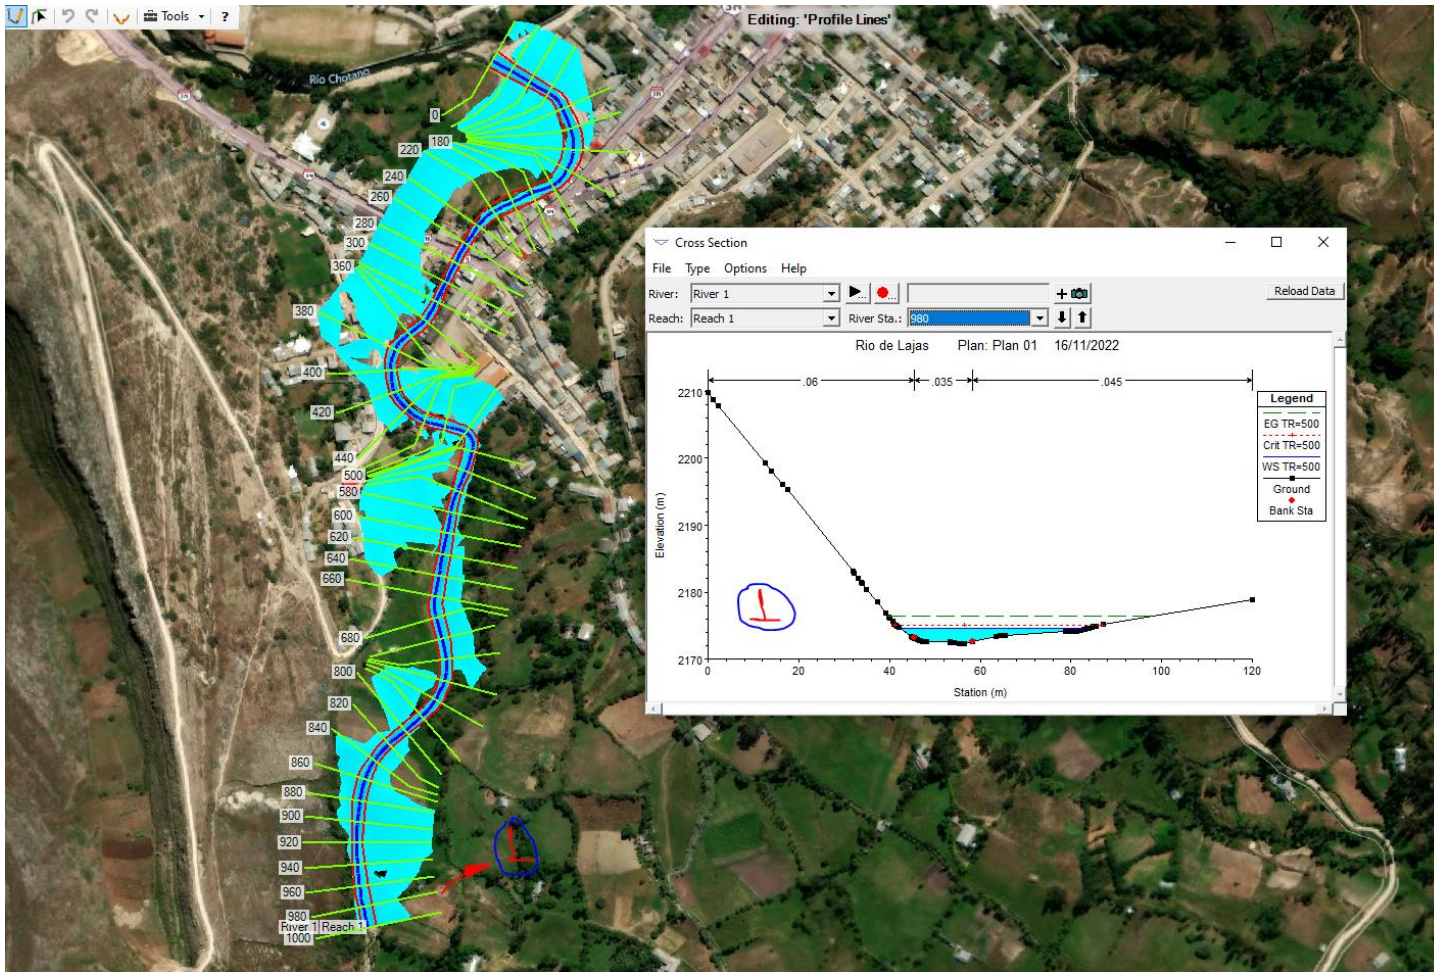 Tools ?
Editing: 'Profile Lines'
3N
Río Chotano
0
180
220
240
260
280
300
360
380
400
420
440
500
580
600
620
640
660
680
800
820
840
860
880
900
920
940
960
980
River 1 Reach 1
1000
1
Cross Section
File Type Options Help
River: River 1
Reload Data
Reach: Reach 1 River Sta.: 980
Rio de Lajas Plan: Plan 01 16/11/2022
.06 .035 .045
2210
2200
2190
2180
2170
Elevation (m)
0 20 40 60 80 100 120
Station (m)
Legend
EG TR=500
Crit TR=500
WS TR=500
Ground
Bank Sta
1